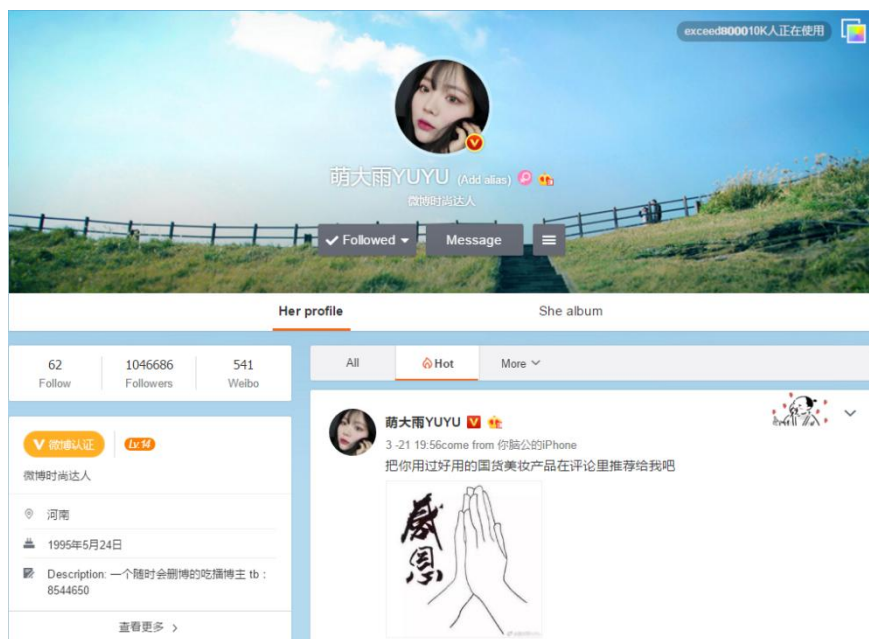 exceed800010K人正在使用
萌大雨YUYU (Add alias)
微博时尚达人
Followed
Message
Her profile
She album
62
Follow
1046686
Followers
541
Weibo
V 微博认证
Lv.14
微博时尚达人
河南
1995年5月24日
Description: 一个随时会删博的吃播博主 tb：
8544650
查看更多 >
All
Hot
More
萌大雨YUYU V
3 -21 19:56come from 你脑公的iPhone
把你用过好用的国货美妆产品在评论里推荐给我吧
感恩